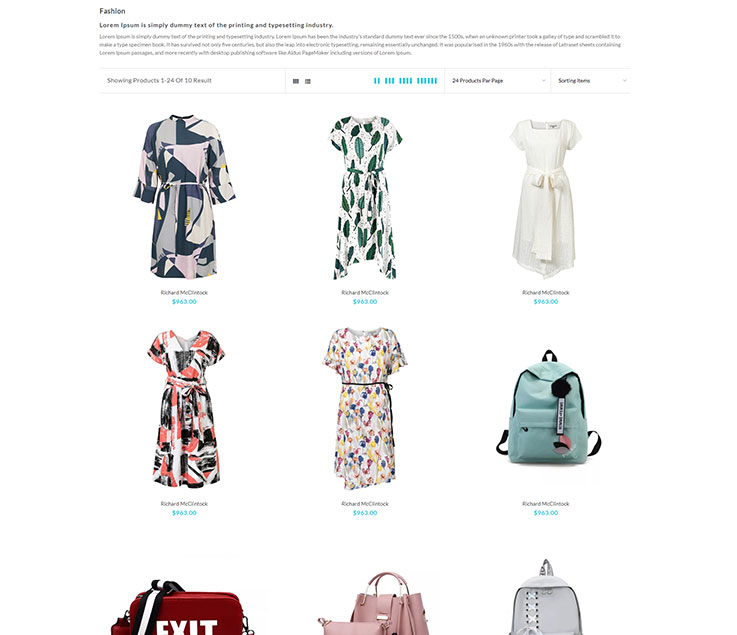 Fashion
Lorem Ipsum is simply dummy text of the printing and typesetting industry.
Lorem Ipsum is simply dummy text of the printing and typesetting industry. Lorem Ipsum has been the industry's standard dummy text ever since the 1500s, when an unknown printer took a galley of type and scrambled it to
make a type specimen book. It has survived not only five centuries, but also the leap into electronic typesetting, remaining essentially unchanged. It was popularised in the 1960s with the release of Letraset sheets containing
Lorem Ipsum passages, and more recently with desktop publishing software like Aldus PageMaker including versions of Lorem Ipsum.
Showing Products 1-24 Of 10 Result
24 Products Par Page
Sorting Items
Richard McClintock
Richard McClintock
Richard McClintock
$963.00
$963.00
$963.00
Richard McClintock
Richard McClintock
Richard McClintock
$963.00
$963.00
$963.00
EXIT